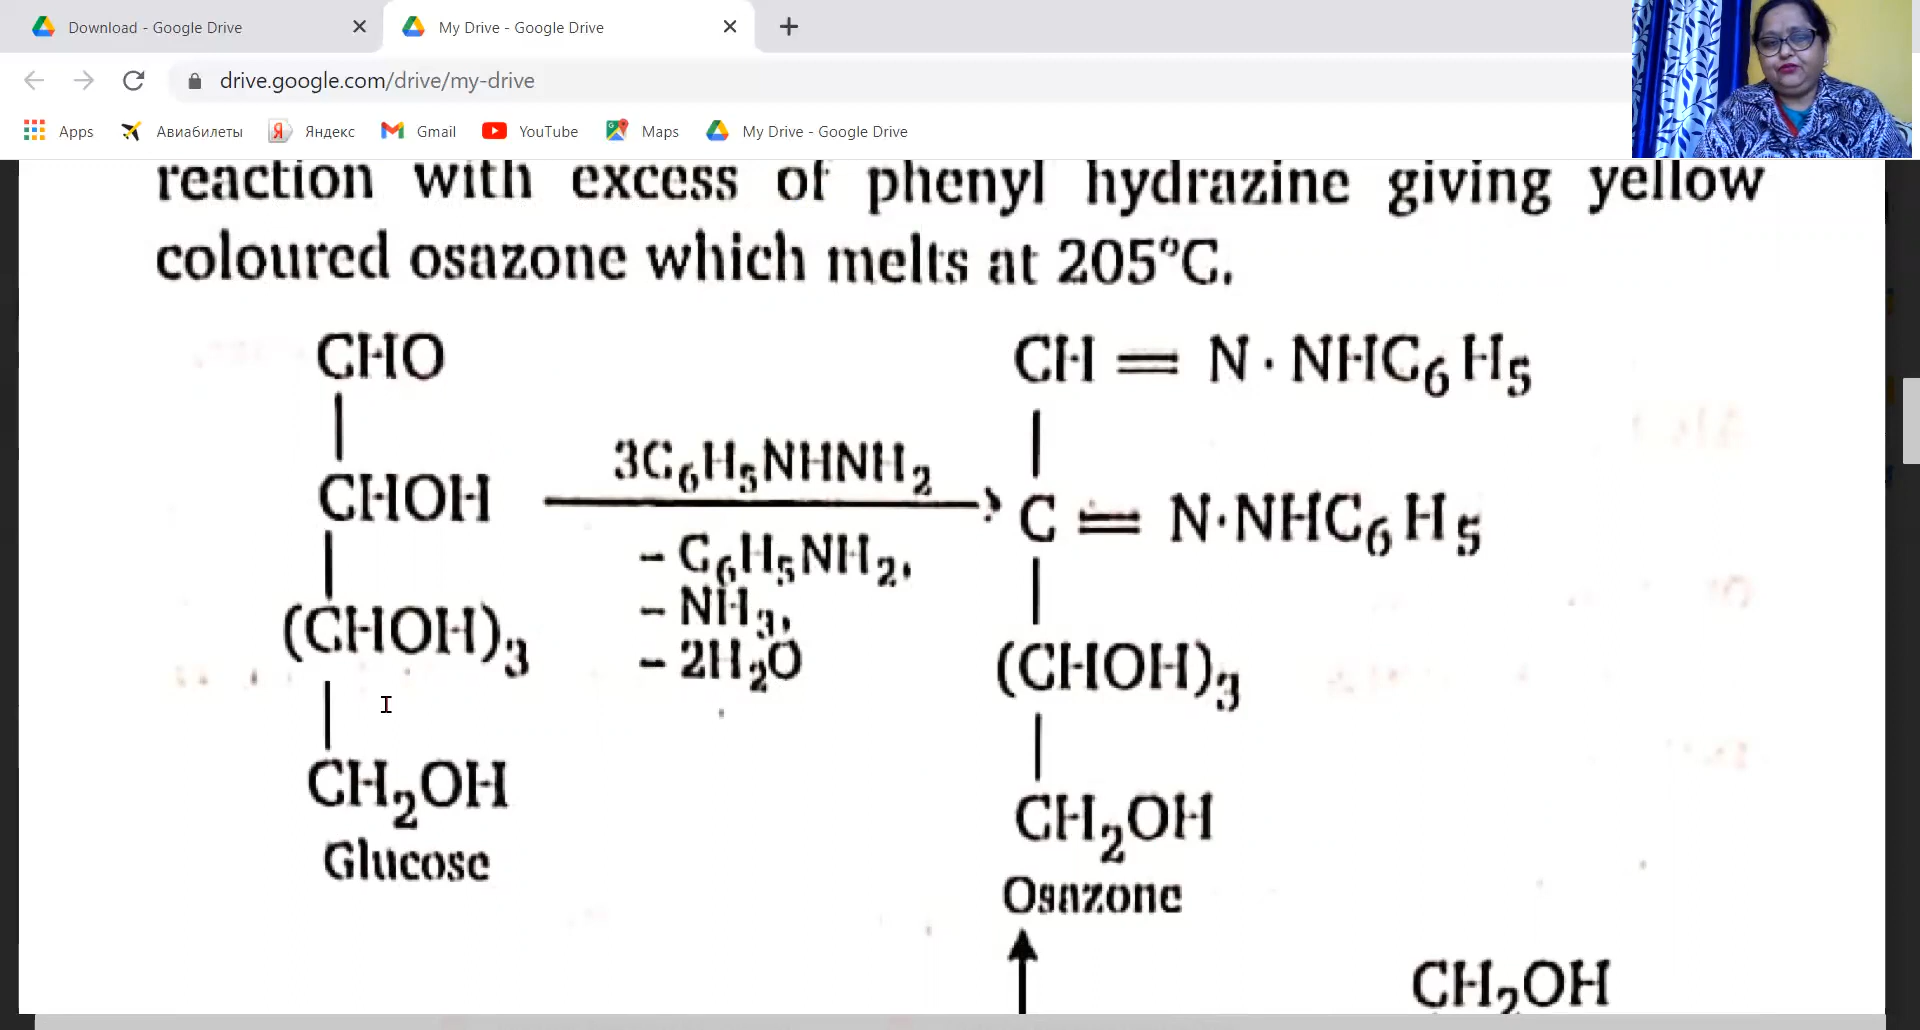 Download - Google Drive
My Drive - Google Drive
drive.google.com/drive/my-drive
Apps
Авиабилеты
Яндекс
Gmail
YouTube
Maps
My Drive - Google Drive
reaction with excess of phenyl hydrazine giving yellow
coloured osazone which melts at 205°C.
CHO
CHOH
(CHOH)₃
CH₂OH
Glucose
3C₆H₅NHNH₂
– C₆H₅NH₂,
– NH₃,
– 2H₂O
CH = N · NHC₆H₅
C = N·NHC₆H₅
(CHOH)₃
CH₂OH
Osazone
CH₂OH